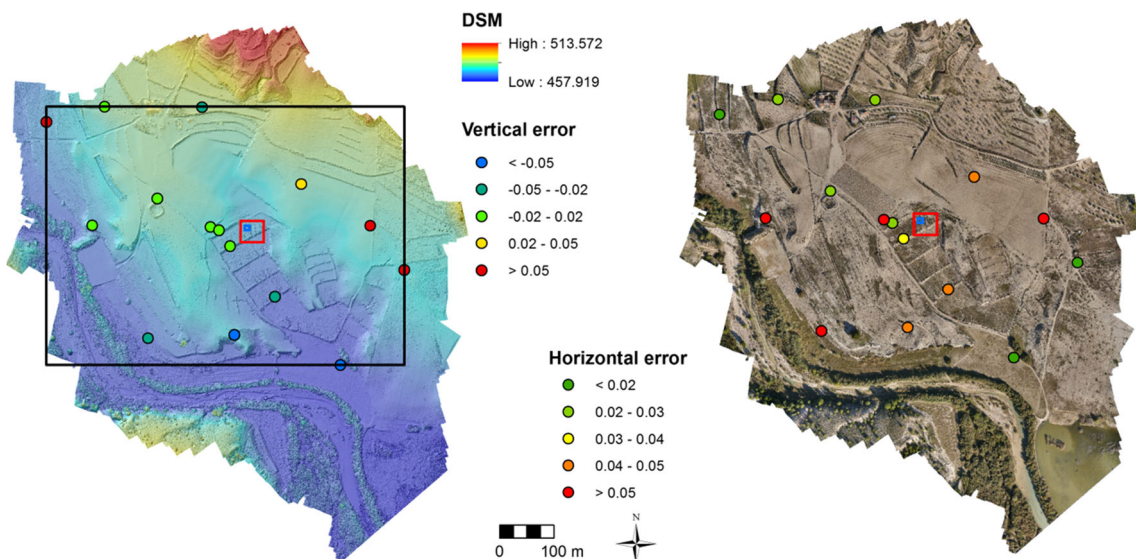 DSM
High : 513.572
Low : 457.919
Vertical error
< -0.05
-0.05 - -0.02
-0.02 - 0.02
0.02 - 0.05
> 0.05
Horizontal error
< 0.02
0.02 - 0.03
0.03 - 0.04
0.04 - 0.05
> 0.05
N
0 100 m